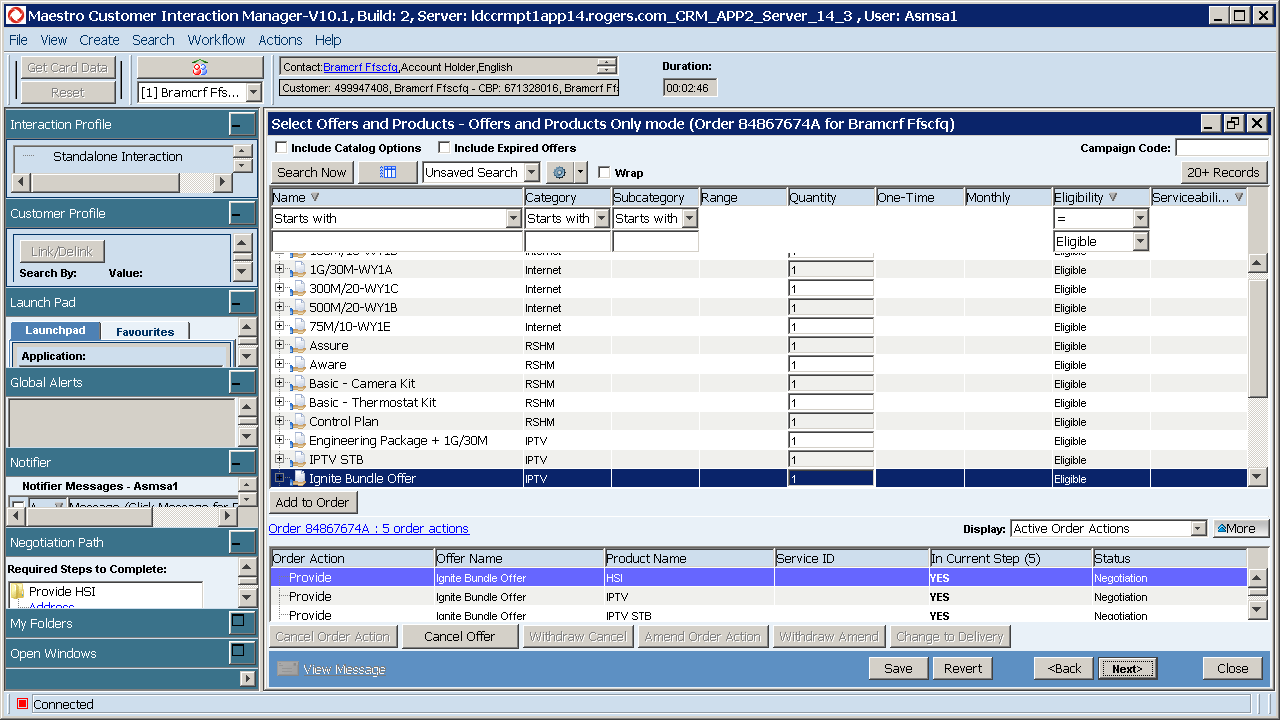 Maestro Customer Interaction Manager-V10.1, Build: 2, Server: ldccrmpt1app14.rogers.com_CRM_APP2_Server_14_3 , User: Asmsa1
File View Create Search Workflow Actions Help
Get Card Data
Reset
[1] Bramcrf Ffs...
Contact:Bramcrf Ffscfq,Account Holder,English
Customer: 499947408, Bramcrf Ffscfq - CBP: 671328016, Bramcrf Ff
Duration:
00:02:46
Interaction Profile
Standalone Interaction
Customer Profile
Link/Delink
Search By: Value:
Launch Pad
Launchpad Favourites
Application:
Global Alerts
Notifier
Notifier Messages - Asmsa1
Negotiation Path
Required Steps to Complete:
Provide HSI
Address
My Folders
Open Windows
Select Offers and Products - Offers and Products Only mode (Order 84867674A for Bramcrf Ffscfq)
Include Catalog Options Include Expired Offers Campaign Code:
Search Now Unsaved Search Wrap 20+ Records
Name Category Subcategory Range Quantity One-Time Monthly Eligibility Serviceabili...
Starts with Starts with Starts with =
Eligible
1G/30M-WY1A Internet 1 Eligible
300M/20-WY1C Internet 1 Eligible
500M/20-WY1B Internet 1 Eligible
75M/10-WY1E Internet 1 Eligible
Assure RSHM 1 Eligible
Aware RSHM 1 Eligible
Basic - Camera Kit RSHM 1 Eligible
Basic - Thermostat Kit RSHM 1 Eligible
Control Plan RSHM 1 Eligible
Engineering Package + 1G/30M IPTV 1 Eligible
IPTV STB IPTV 1 Eligible
Ignite Bundle Offer IPTV 1 Eligible
Add to Order
Order 84867674A : 5 order actions Display: Active Order Actions More
Order Action Offer Name Product Name Service ID In Current Step (5) Status
Provide Ignite Bundle Offer HSI YES Negotiation
Provide Ignite Bundle Offer IPTV YES Negotiation
Provide Ignite Bundle Offer IPTV STB YES Negotiation
Cancel Order Action Cancel Offer Withdraw Cancel Amend Order Action Withdraw Amend Change to Delivery
View Message Save Revert <Back Next> Close
Connected